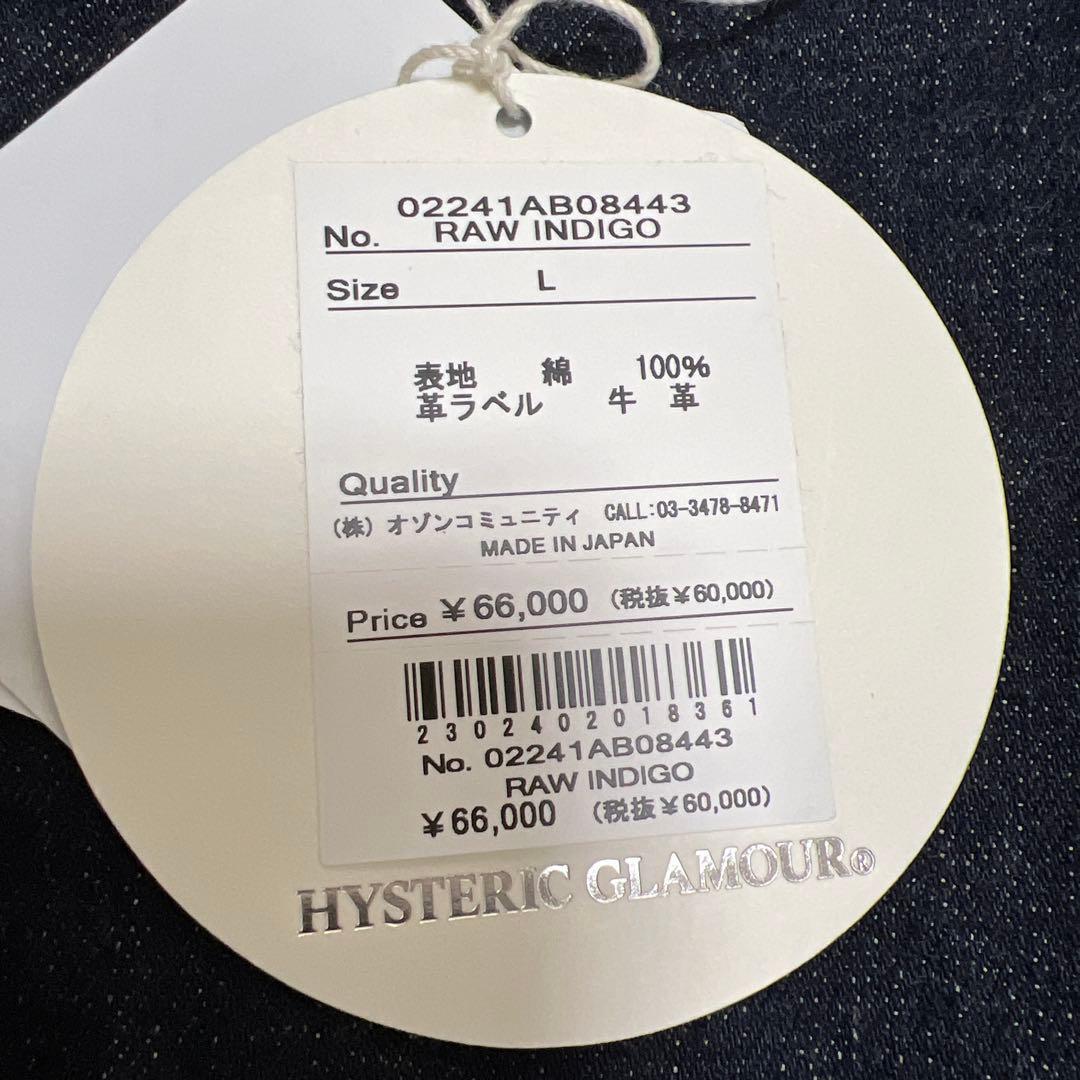 02241AB08443
No. RAW INDIGO
Size L
表地 綿 100%
革ラベル 牛 革
Quality
(株) オゾンコミュニティ CALL:03-3478-8471
MADE IN JAPAN
Price ¥66,000 (税抜¥60,000)
2302402018361
No. 02241AB08443
RAW INDIGO
¥66,000 (税抜¥60,000)
HYSTERIC GLAMOUR®